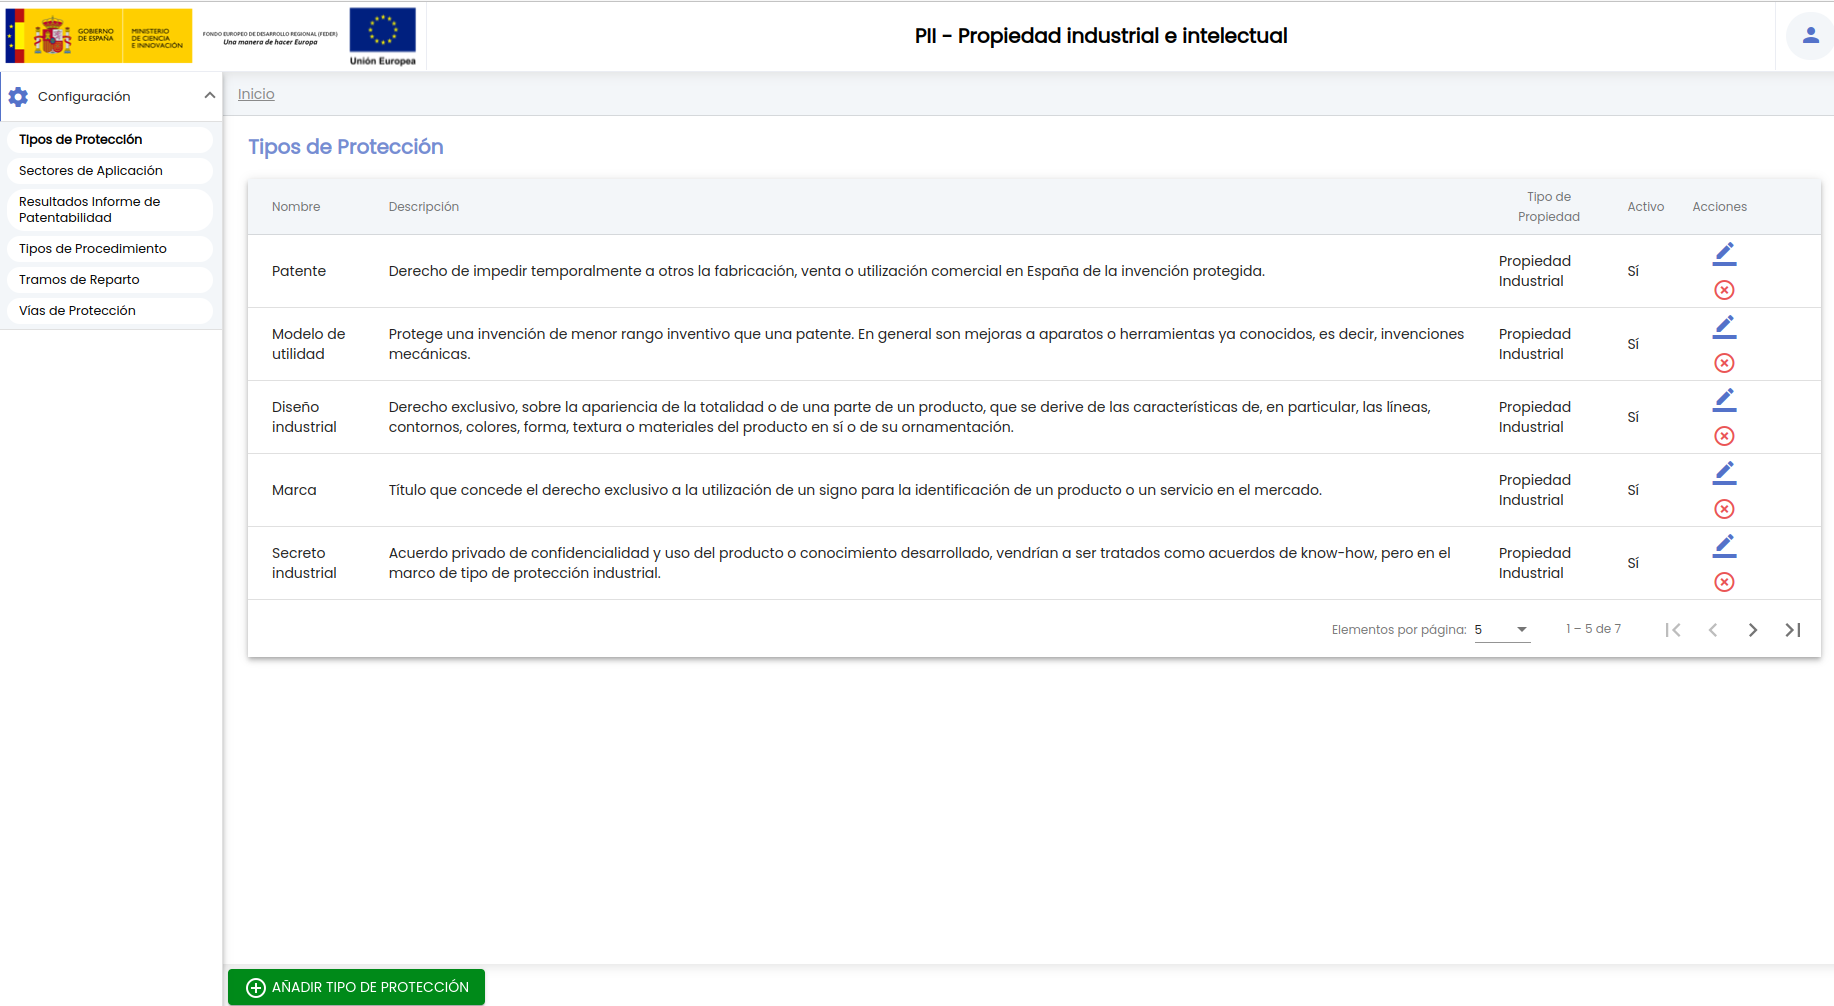 GOBIERNO
DE ESPAÑA
MINISTERIO
DE CIENCIA
E INNOVACIÓN
FONDO EUROPEO DE DESARROLLO REGIONAL (FEDER)
Una manera de hacer Europa
Unión Europea
PII - Propiedad industrial e intelectual
Configuración
Tipos de Protección
Sectores de Aplicación
Resultados Informe de
Patentabilidad
Tipos de Procedimiento
Tramos de Reparto
Vías de Protección
Inicio
Tipos de Protección
Nombre Descripción Tipo de Propiedad Activo Acciones
Patente Derecho de impedir temporalmente a otros la fabricación, venta o utilización comercial en España de la invención protegida. Propiedad Industrial Sí
Modelo de utilidad Protege una invención de menor rango inventivo que una patente. En general son mejoras a aparatos o herramientas ya conocidos, es decir, invenciones mecánicas. Propiedad Industrial Sí
Diseño industrial Derecho exclusivo, sobre la apariencia de la totalidad o de una parte de un producto, que se derive de las características de, en particular, las líneas, contornos, colores, forma, textura o materiales del producto en sí o de su ornamentación. Propiedad Industrial Sí
Marca Título que concede el derecho exclusivo a la utilización de un signo para la identificación de un producto o un servicio en el mercado. Propiedad Industrial Sí
Secreto industrial Acuerdo privado de confidencialidad y uso del producto o conocimiento desarrollado, vendrían a ser tratados como acuerdos de know-how, pero en el marco de tipo de protección industrial. Propiedad Industrial Sí
Elementos por página: 5 1 – 5 de 7
AÑADIR TIPO DE PROTECCIÓN